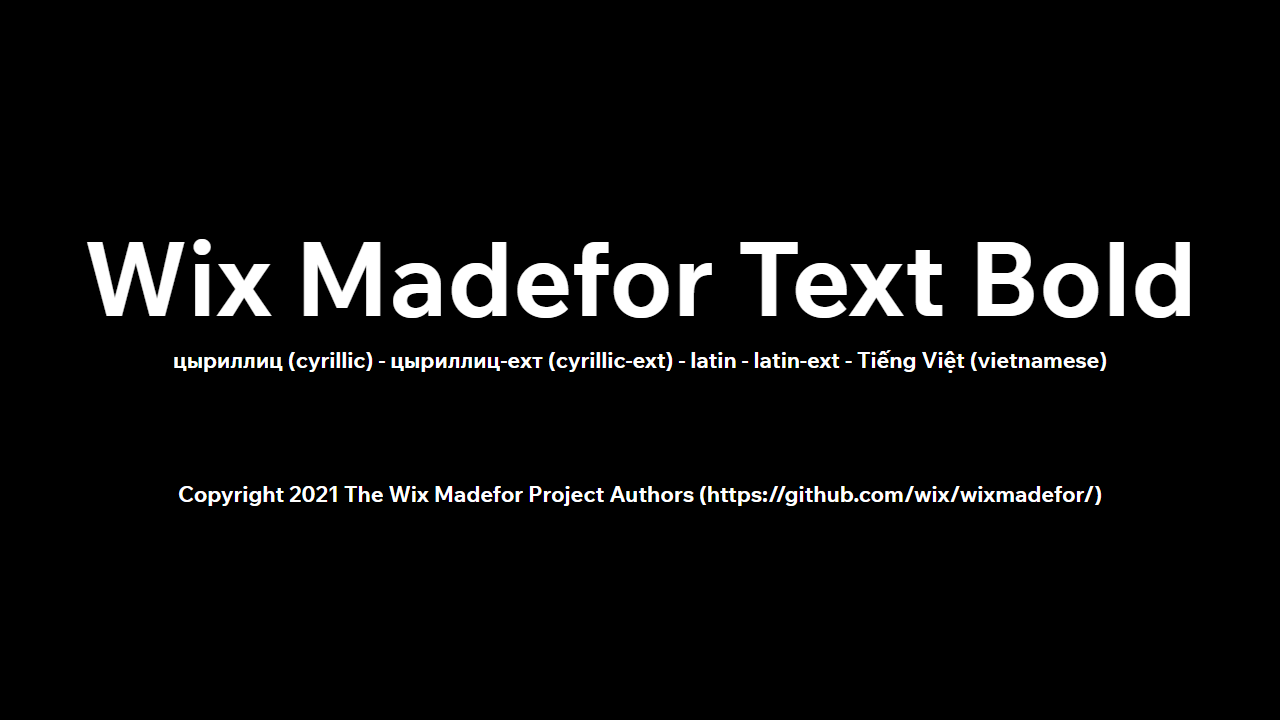 Wix Madefor Text Bold
цыриллиц (cyrillic) - цыриллиц-ехт (cyrillic-ext) - latin - latin-ext - Tiếng Việt (vietnamese)
Copyright 2021 The Wix Madefor Project Authors (https://github.com/wix/wixmadefor/)